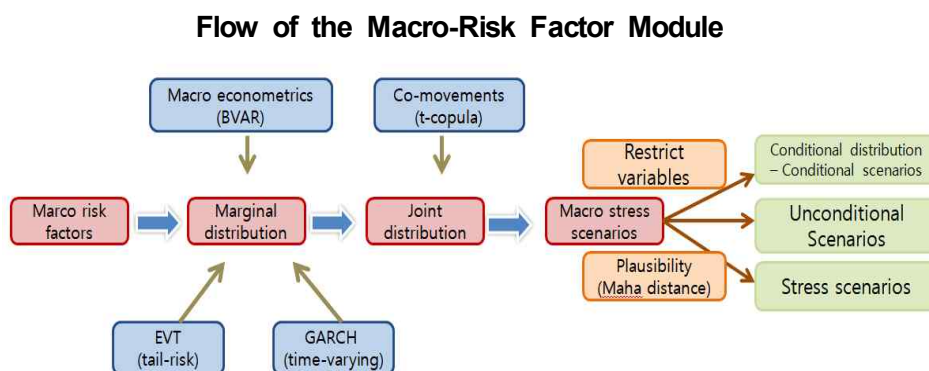 Flow of the Macro-Risk Factor Module
Macro econometrics
(BVAR)
Co-movements
(t-copula)
Restrict
variables
Conditional distribution
– Conditional scenarios
Marco risk
factors
Marginal
distribution
Joint
distribution
Macro stress
scenarios
Unconditional
Scenarios
Plausibility
(Maha distance)
Stress scenarios
EVT
(tail-risk)
GARCH
(time-varying)